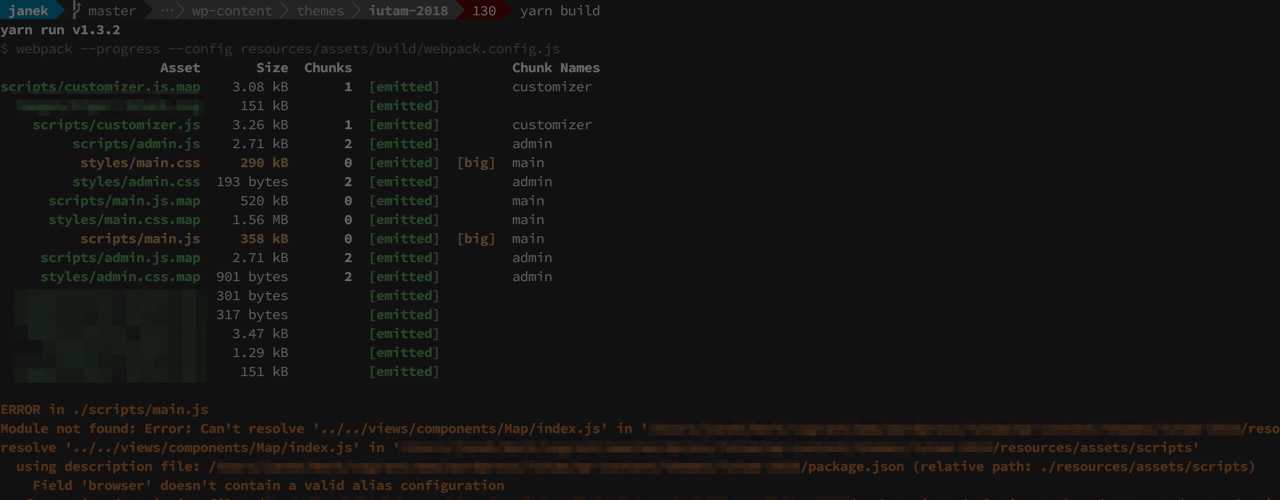 janek master ··· wp-content themes iutam-2018 130 yarn build
yarn run v1.3.2
$ webpack --progress --config resources/assets/build/webpack.config.js
Asset Size Chunks Chunk Names
scripts/customizer.js.map 3.08 kB 1 [emitted] customizer
151 kB [emitted]
scripts/customizer.js 3.26 kB 1 [emitted] customizer
scripts/admin.js 2.71 kB 2 [emitted] admin
styles/main.css 290 kB 0 [emitted] [big] main
styles/admin.css 193 bytes 2 [emitted] admin
scripts/main.js.map 520 kB 0 [emitted] main
styles/main.css.map 1.56 MB 0 [emitted] main
scripts/main.js 358 kB 0 [emitted] [big] main
scripts/admin.js.map 2.71 kB 2 [emitted] admin
styles/admin.css.map 901 bytes 2 [emitted] admin
301 bytes [emitted]
317 bytes [emitted]
3.47 kB [emitted]
1.29 kB [emitted]
151 kB [emitted]
ERROR in ./scripts/main.js
Module not found: Error: Can't resolve '../../views/components/Map/index.js' in ' /reso
resolve '../../views/components/Map/index.js' in ' /resources/assets/scripts'
using description file: / /package.json (relative path: ./resources/assets/scripts)
Field 'browser' doesn't contain a valid alias configuration